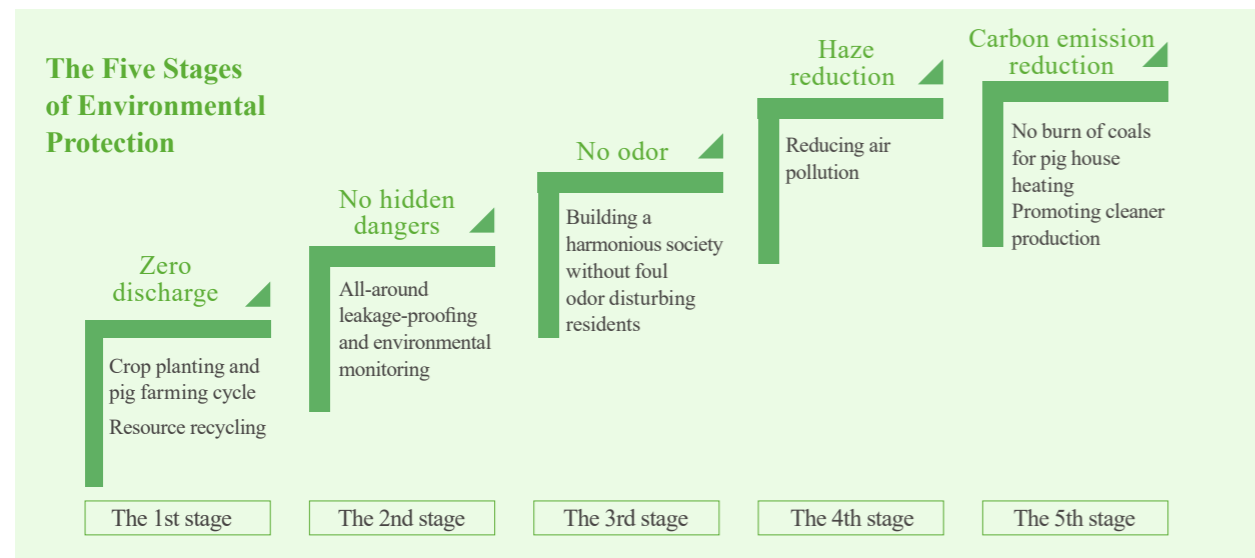 The Five Stages
of Environmental
Protection
Zero
discharge
Crop planting and
pig farming cycle
Resource recycling
The 1st stage
No hidden
dangers
All-around
leakage-proofing
and environmental
monitoring
The 2nd stage
No odor
Building a
harmonious society
without foul
odor disturbing
residents
The 3rd stage
Haze
reduction
Reducing air
pollution
The 4th stage
Carbon emission
reduction
No burn of coals
for pig house
heating
Promoting cleaner
production
The 5th stage